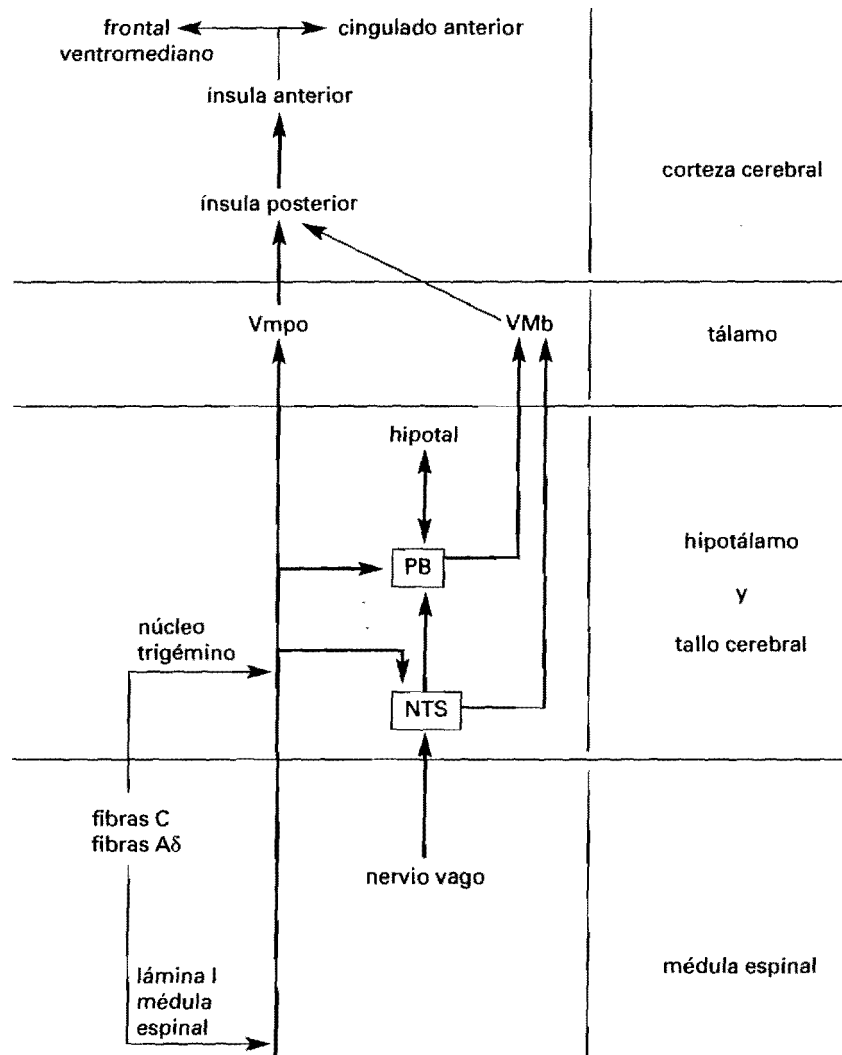 frontal
ventromediano
cingulado anterior
ínsula anterior
corteza cerebral
ínsula posterior
Vmpo
VMb
tálamo
hipotal
PB
hipotálamo
y
tallo cerebral
núcleo
trigémino
NTS
fibras C
fibras Aδ
nervio vago
lámina I
médula
espinal
médula espinal